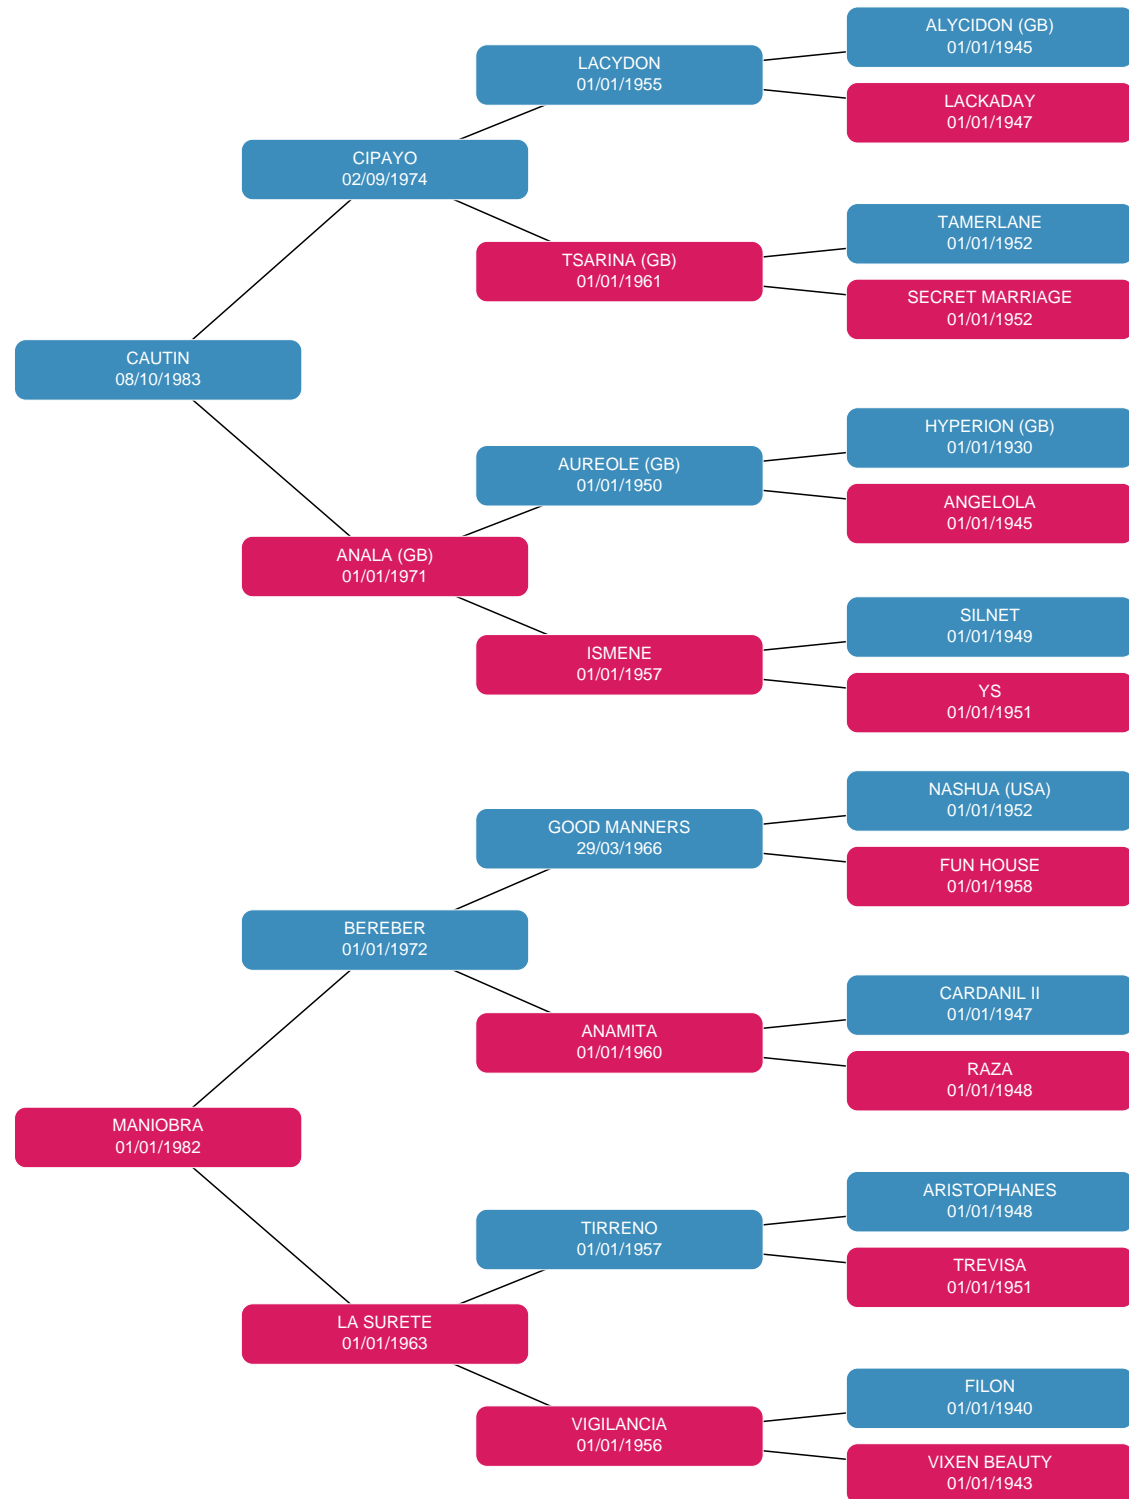 ALYCIDON (GB)
01/01/1945
LACYDON
01/01/1955
LACKADAY
01/01/1947
CIPAYO
02/09/1974
TAMERLANE
01/01/1952
TSARINA (GB)
01/01/1961
SECRET MARRIAGE
01/01/1952
CAUTIN
08/10/1983
HYPERION (GB)
01/01/1930
AUREOLE (GB)
01/01/1950
ANGELOLA
01/01/1945
ANALA (GB)
01/01/1971
SILNET
01/01/1949
ISMENE
01/01/1957
YS
01/01/1951
NASHUA (USA)
01/01/1952
GOOD MANNERS
29/03/1966
FUN HOUSE
01/01/1958
BEREBER
01/01/1972
CARDANIL II
01/01/1947
ANAMITA
01/01/1960
RAZA
01/01/1948
MANIOBRA
01/01/1982
ARISTOPHANES
01/01/1948
TIRRENO
01/01/1957
TREVISA
01/01/1951
LA SURETE
01/01/1963
FILON
01/01/1940
VIGILANCIA
01/01/1956
VIXEN BEAUTY
01/01/1943